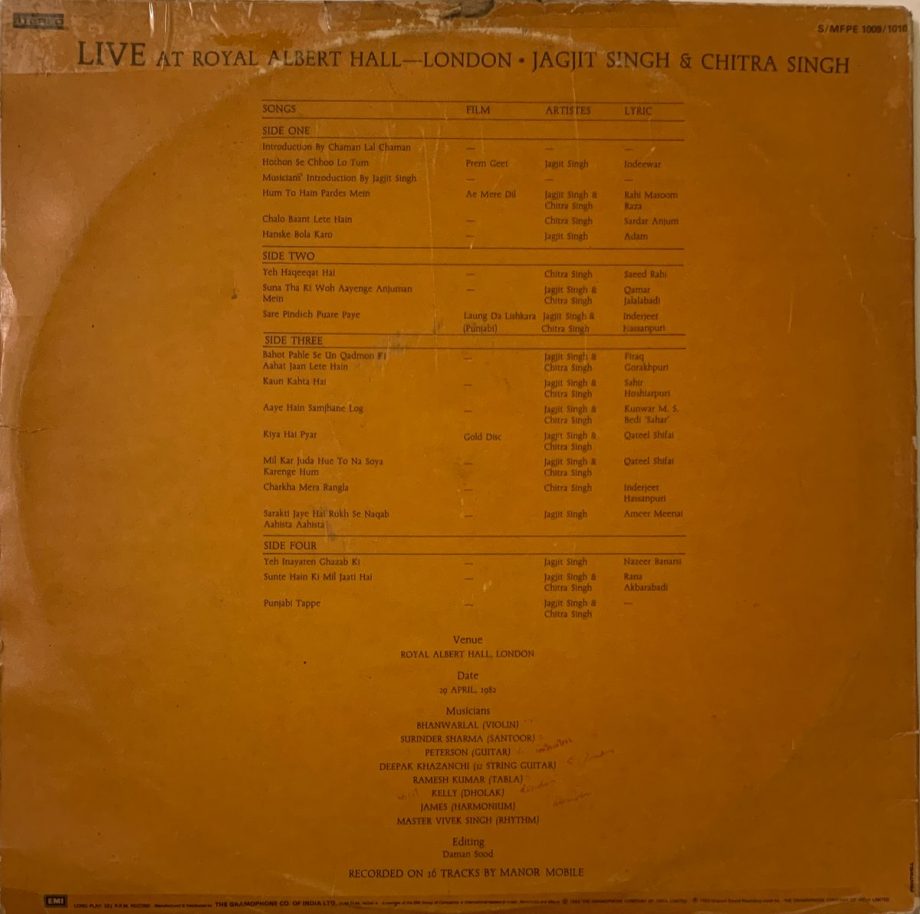 STEREO
S/MFPE 1009/1010
LIVE AT ROYAL ALBERT HALL—LONDON • JAGJIT SINGH & CHITRA SINGH
SONGS FILM ARTISTES LYRIC
SIDE ONE
Introduction By Chaman Lal Chaman — — —
Hothon Se Chhoo Lo Tum Prem Geet Jagjit Singh Indeewar
Musicians' Introduction By Jagjit Singh — — —
Hum To Hain Pardes Mein Ae Mere Dil Jagjit Singh & Rahi Masoom
Chitra Singh Raza
Chalo Baant Lete Hain — Chitra Singh Sardar Anjum
Hanske Bola Karo — Jagjit Singh Adam
SIDE TWO
Yeh Haqeeqat Hai — Chitra Singh Saeed Rahi
Suna Tha Ki Woh Aayenge Anjuman — Jagjit Singh & Qamar
Mein Chitra Singh Jalalabadi
Sare Pindich Puare Paye Laung Da Lishkara Jagjit Singh & Inderjeet
(Punjabi) Chitra Singh Hassanpuri
SIDE THREE
Bahot Pahle Se Un Qadmon Ki — Jagjit Singh & Firaq
Aahat Jaan Lete Hain Chitra Singh Gorakhpuri
Kaun Kahta Hai — Jagjit Singh & Sahir
Chitra Singh Hoshiarpuri
Aaye Hain Samjhane Log — Jagjit Singh & Kunwar M. S.
Chitra Singh Bedi 'Sahar'
Kiya Hai Pyar Gold Disc Jagjit Singh & Qateel Shifai
Chitra Singh
Mil Kar Juda Hue To Na Soya — Jagjit Singh & Qateel Shifai
Karenge Hum Chitra Singh
Charkha Mera Rangla — Chitra Singh Inderjeet
Hassanpuri
Sarakti Jaye Hai Rukh Se Naqab — Jagjit Singh Ameer Meenai
Aahista Aahista
SIDE FOUR
Yeh Inayaten Ghazab Ki — Jagjit Singh Nazeer Banarsi
Sunte Hain Ki Mil Jaati Hai — Jagjit Singh & Rana
Chitra Singh Akbarabadi
Punjabi Tappe — Jagjit Singh & —
Chitra Singh
Venue
ROYAL ALBERT HALL, LONDON
Date
29 APRIL, 1982
Musicians
BHANWARLAL (VIOLIN)
SURINDER SHARMA (SANTOOR)
PETERSON (GUITAR)
DEEPAK KHAZANCHI (12 STRING GUITAR)
RAMESH KUMAR (TABLA)
KELLY (DHOLAK)
JAMES (HARMONIUM)
MASTER VIVEK SINGH (RHYTHM)
Editing
Daman Sood
RECORDED ON 16 TRACKS BY MANOR MOBILE
EMI LONG PLAY 33⅓ R.P.M. RECORD Manufactured & Distributed by THE GRAMOPHONE CO. OF INDIA LTD.